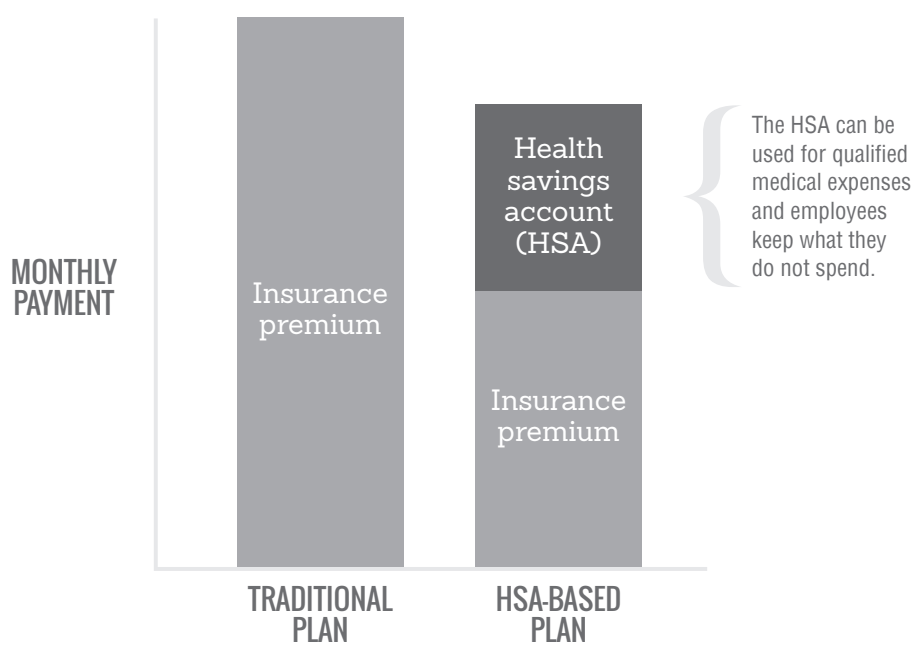 MONTHLY
PAYMENT
Insurance
premium
Health
savings
account
(HSA)
Insurance
premium
The HSA can be
used for qualified
medical expenses
and employees
keep what they
do not spend.
TRADITIONAL
PLAN
HSA-BASED
PLAN